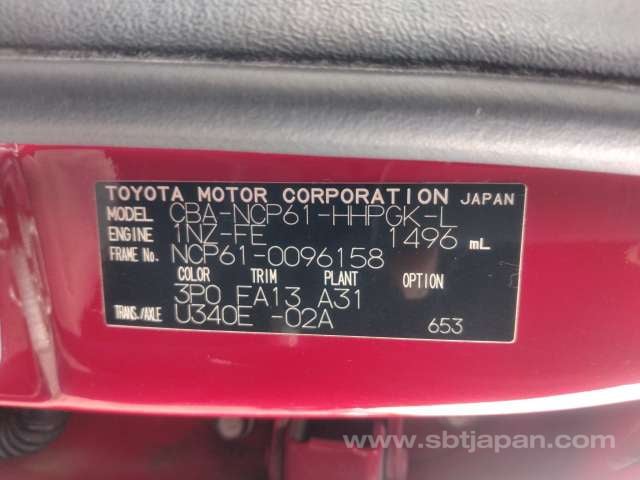 TOYOTA MOTOR CORPORATION JAPAN
MODEL CBA-NCP61-HHPGK-L
ENGINE 1NZ-FE 1496 mL
FRAME No. NCP61-0096158
COLOR TRIM PLANT OPTION
3P0 EA13 A31
TRANS./AXLE U340E -02A 653
www.sbtjapan.com